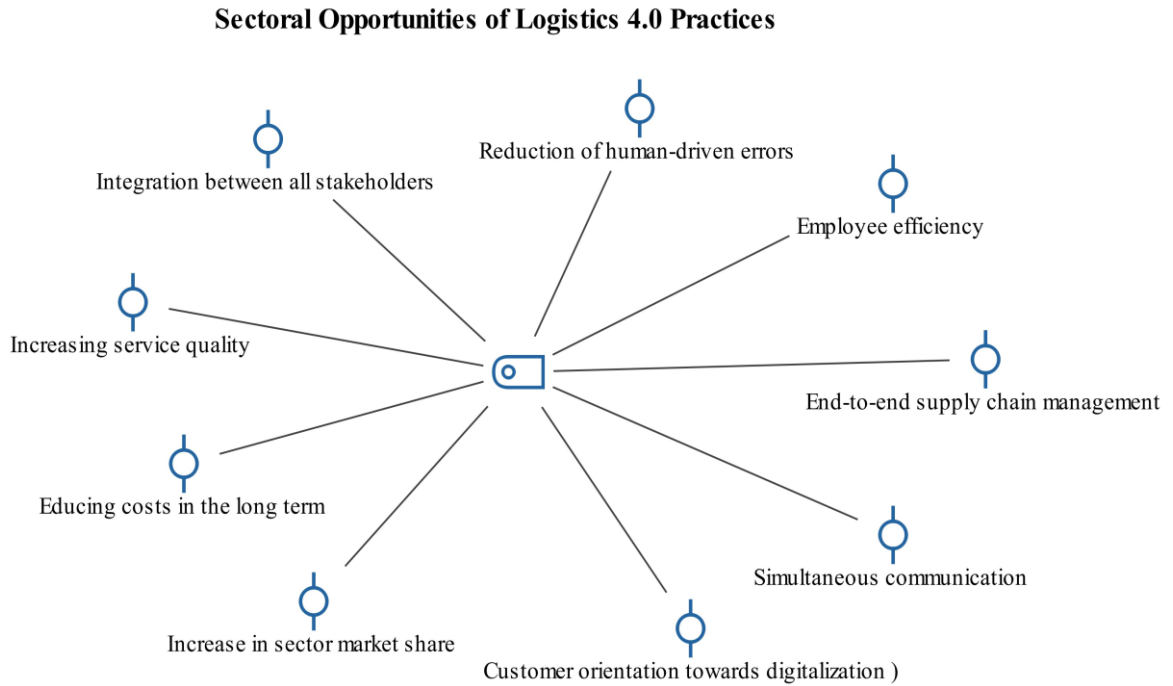 Sectoral Opportunities of Logistics 4.0 Practices
Reduction of human-driven errors
Integration between all stakeholders
Employee efficiency
Increasing service quality
End-to-end supply chain management
Educing costs in the long term
Simultaneous communication
Increase in sector market share
Customer orientation towards digitalization )